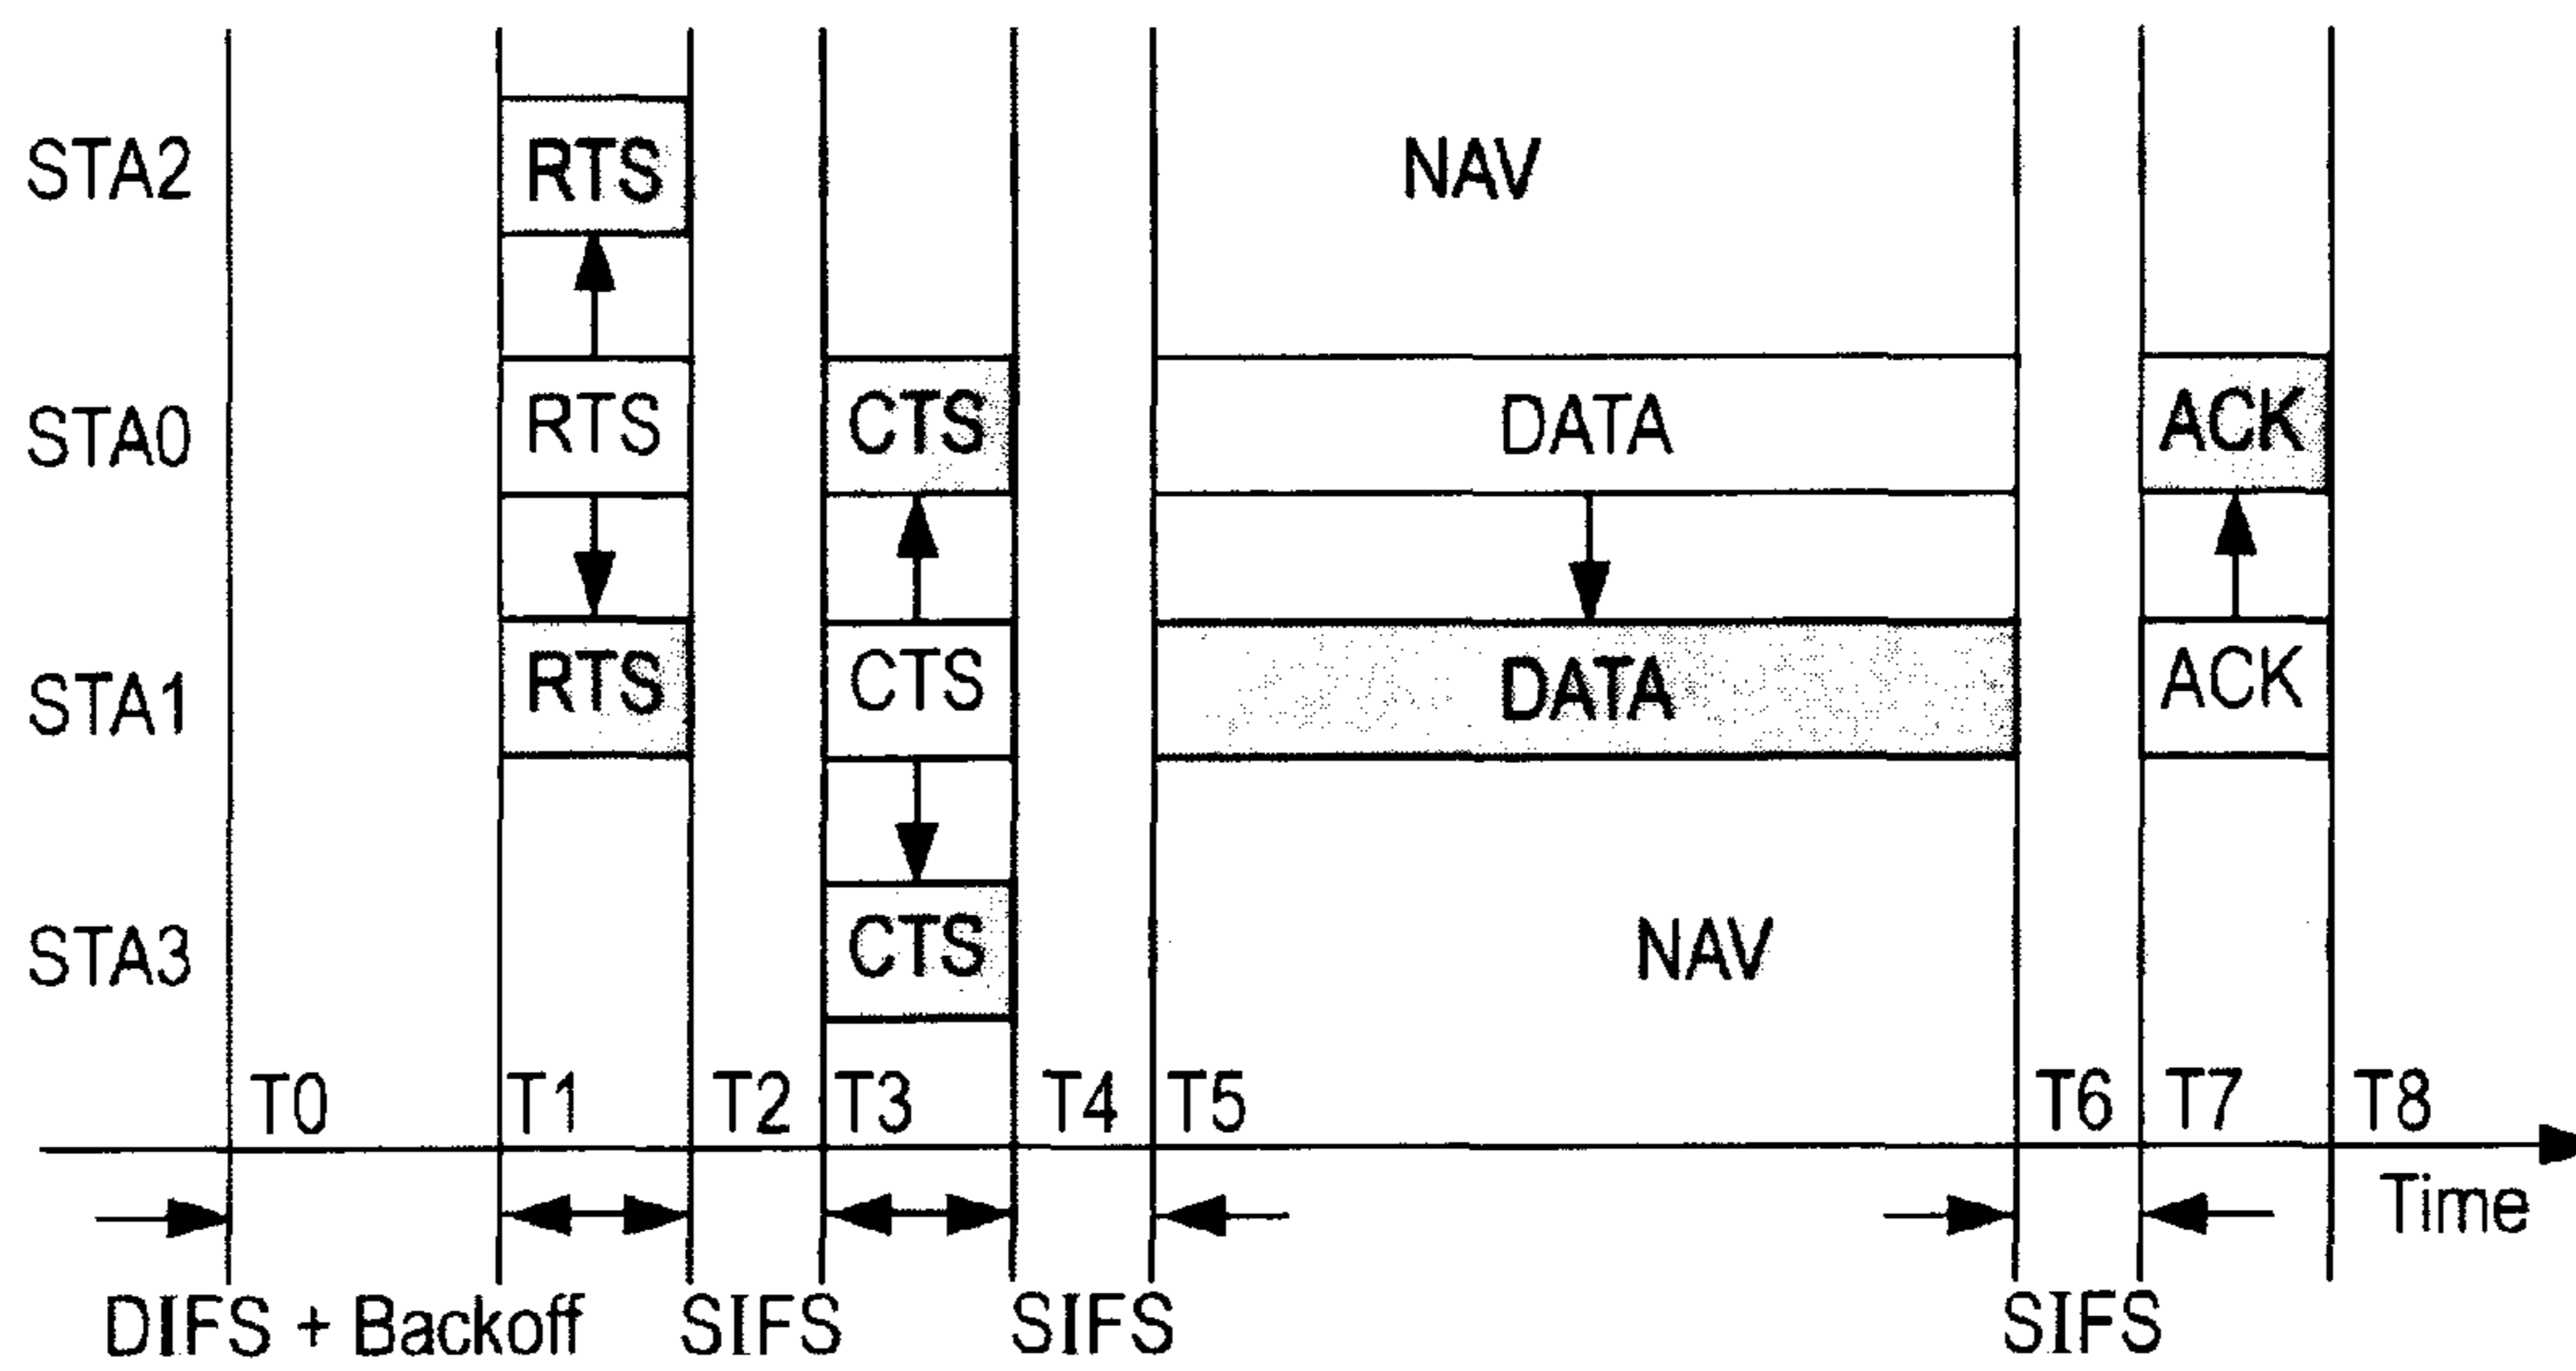 STA2 RTS NAV
STA0 RTS CTS DATA ACK
STA1 RTS CTS DATA ACK
STA3 CTS NAV
T0 T1 T2 T3 T4 T5 T6 T7 T8
Time
DIFS + Backoff SIFS SIFS SIFS